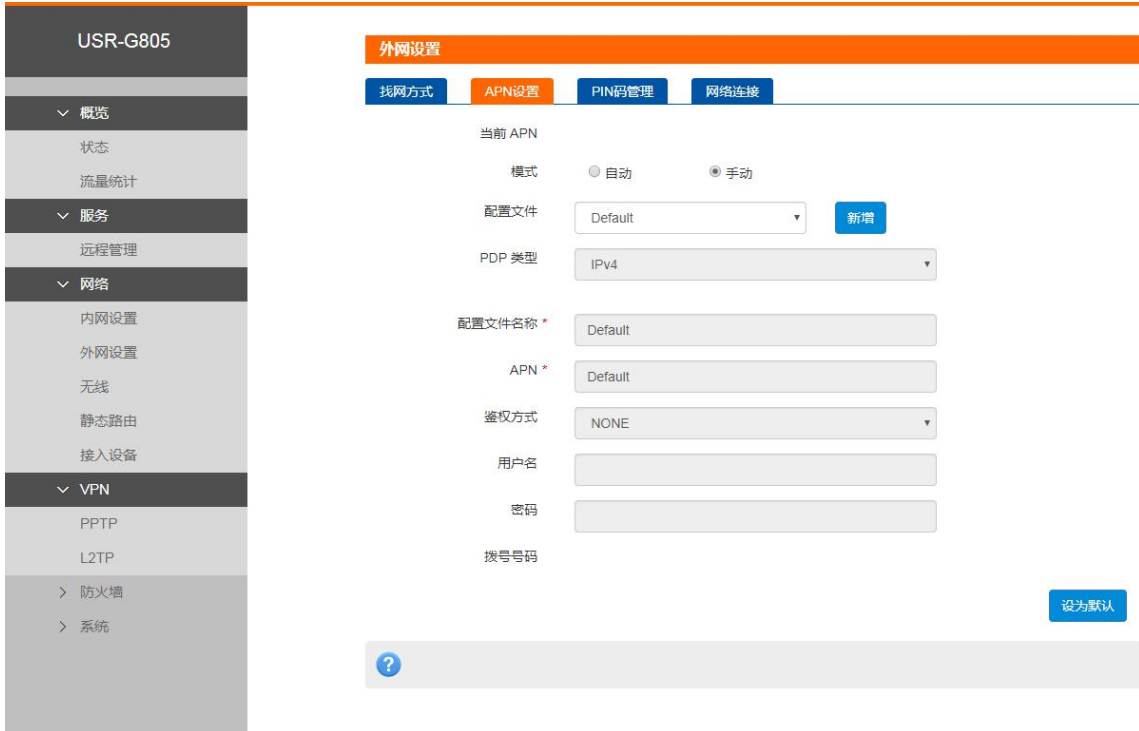 USR-G805
概览
状态
流量统计
服务
远程管理
网络
内网设置
外网设置
无线
静态路由
接入设备
VPN
PPTP
L2TP
防火墙
系统
外网设置
找网方式 APN设置 PIN码管理 网络连接
当前 APN
模式 自动 手动
配置文件 Default 新增
PDP 类型 IPv4
配置文件名称 * Default
APN * Default
鉴权方式 NONE
用户名
密码
拨号号码
设为默认
?